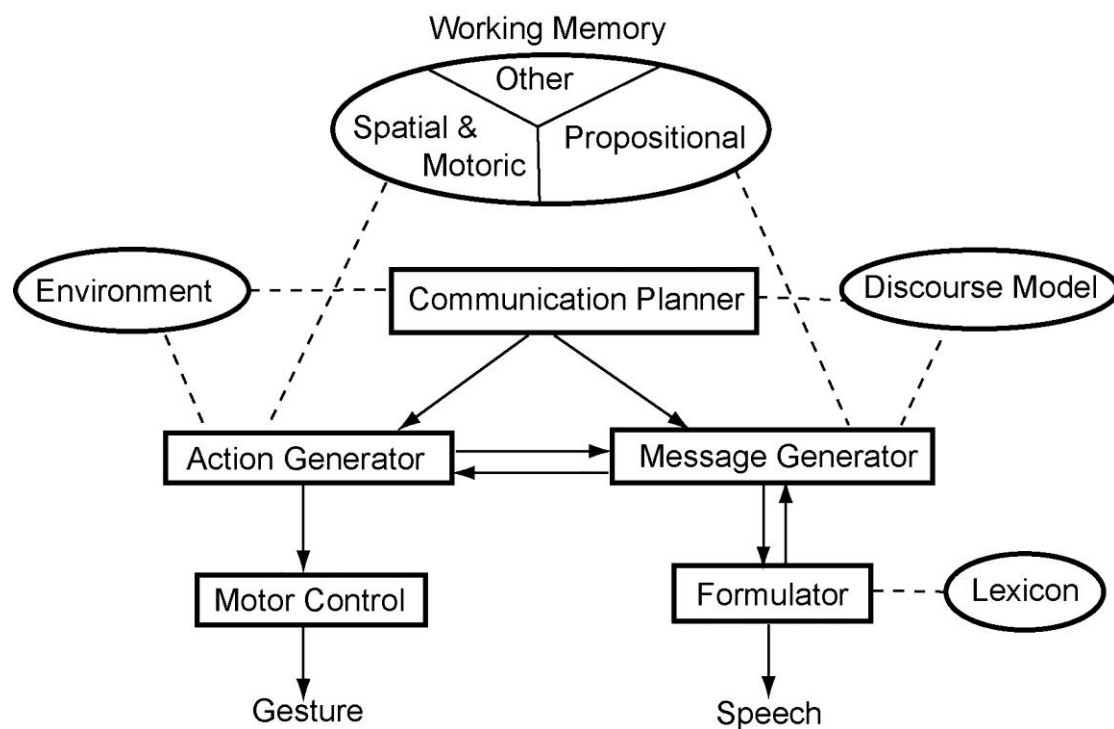 Working Memory
Other
Spatial &
Motoric
Propositional
Environment
Communication Planner
Discourse Model
Action Generator
Message Generator
Motor Control
Formulator
Lexicon
Gesture
Speech